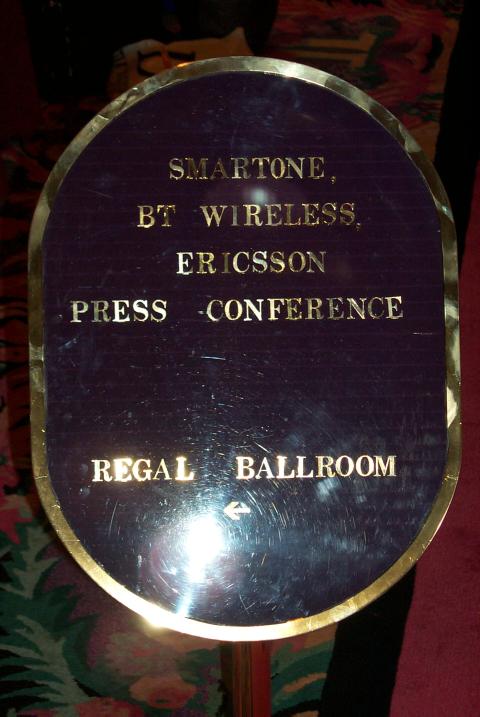 SMARTONE,
BT WIRELESS,
ERICSSON
PRESS CONFERENCE
REGAL BALLROOM
←